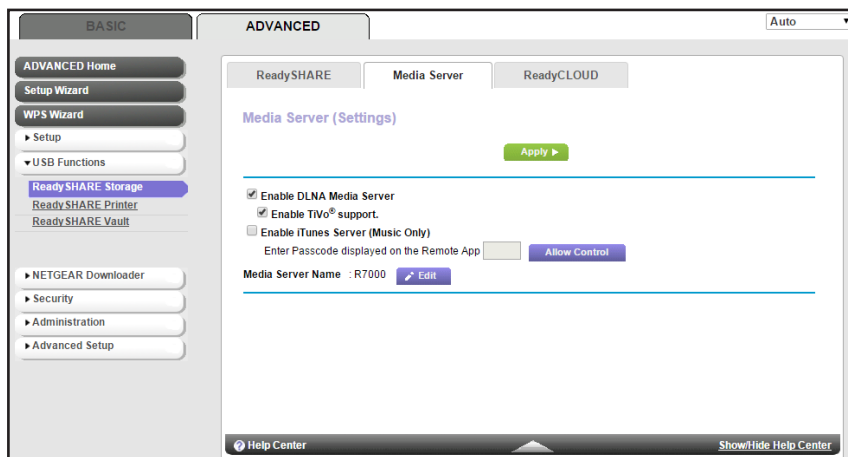 BASIC
ADVANCED
Auto
ADVANCED Home
Setup Wizard
WPS Wizard
Setup
USB Functions
ReadySHARE Storage
ReadySHARE Printer
ReadySHARE Vault
NETGEAR Downloader
Security
Administration
Advanced Setup
ReadySHARE
Media Server
ReadyCLOUD
Media Server (Settings)
Apply
Enable DLNA Media Server
Enable TiVo® support.
Enable iTunes Server (Music Only)
Enter Passcode displayed on the Remote App
Allow Control
Media Server Name : R7000
Edit
Help Center
Show/Hide Help Center